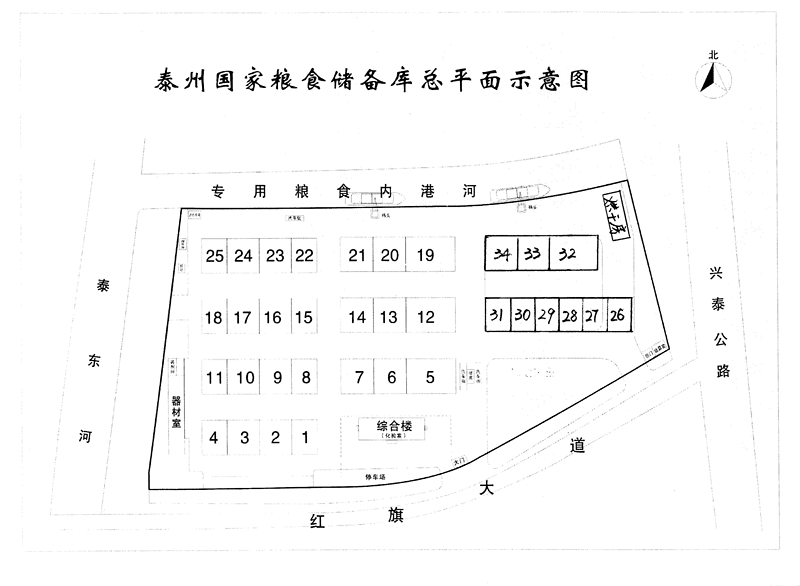 北
泰州国家粮食储备库总平面示意图
专用粮食内港河
码头
码头
烘干房
25 24 23 22 21 20 19 34 33 32
泰东河
兴泰公路
18 17 16 15 14 13 12 31 30 29 28 27 26
11 10 9 8 7 6 5
器材室
4 3 2 1
综合楼
(化验室)
大门
停车场
红旗大道